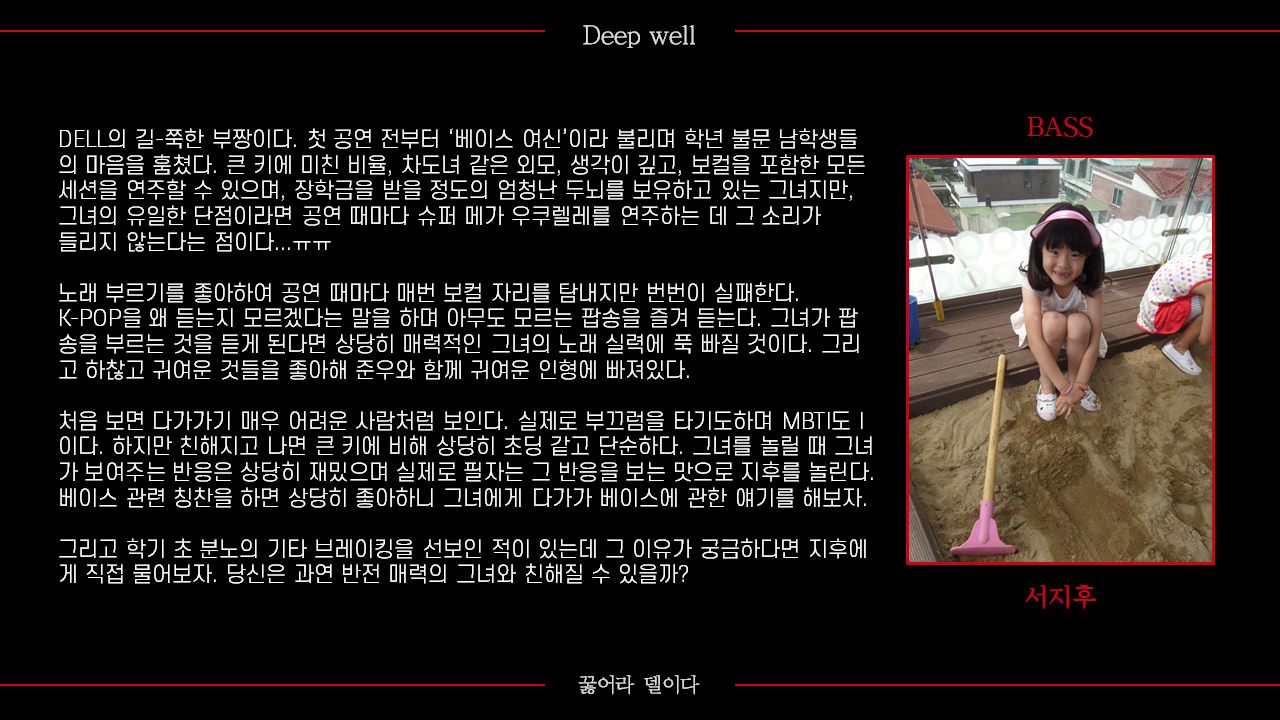 Deep well
DELL의 길-쭉한 부짱이다. 첫 공연 전부터 ‘베이스 여신’이라 불리며 학년 불문 남학생들
의 마음을 훔쳤다. 큰 키에 미친 비율, 차도녀 같은 외모, 생각이 깊고, 보컬을 포함한 모든
세션을 연주할 수 있으며, 장학금을 받을 정도의 엄청난 두뇌를 보유하고 있는 그녀지만,
그녀의 유일한 단점이라면 공연 때마다 슈퍼 메가 우쿠렐레를 연주하는 데 그 소리가
들리지 않는다는 점이다...ㅠㅠ
노래 부르기를 좋아하여 공연 때마다 매번 보컬 자리를 탐내지만 번번이 실패한다.
K-POP을 왜 듣는지 모르겠다는 말을 하며 아무도 모르는 팝송을 즐겨 듣는다. 그녀가 팝
송을 부르는 것을 듣게 된다면 상당히 매력적인 그녀의 노래 실력에 푹 빠질 것이다. 그리
고 하찮고 귀여운 것들을 좋아해 준우와 함께 귀여운 인형에 빠져있다.
처음 보면 다가가기 매우 어려운 사람처럼 보인다. 실제로 부끄럼을 타기도하며 MBTI도 I
이다. 하지만 친해지고 나면 큰 키에 비해 상당히 초딩 같고 단순하다. 그녀를 놀릴 때 그녀
가 보여주는 반응은 상당히 재밌으며 실제로 필자는 그 반응을 보는 맛으로 지후를 놀린다.
베이스 관련 칭찬을 하면 상당히 좋아하니 그녀에게 다가가 베이스에 관한 얘기를 해보자.
그리고 학기 초 분노의 기타 브레이킹을 선보인 적이 있는데 그 이유가 궁금하다면 지후에
게 직접 물어보자. 당신은 과연 반전 매력의 그녀와 친해질 수 있을까?
BASS
서지후
꿇어라 델이다